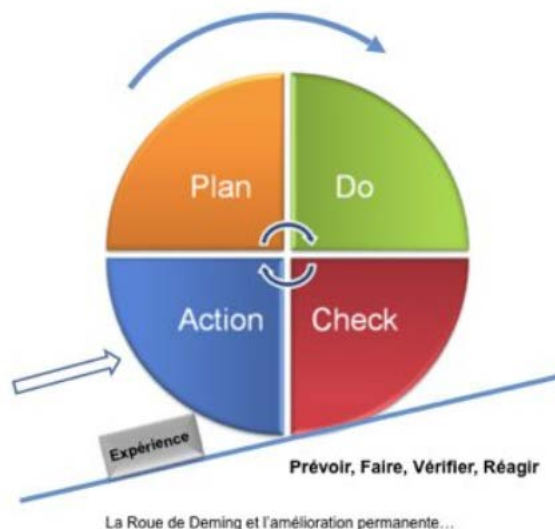 Plan
Do
Action
Check
Expérience
Prévoir, Faire, Vérifier, Réagir
La Roue de Deming et l'amélioration permanente...